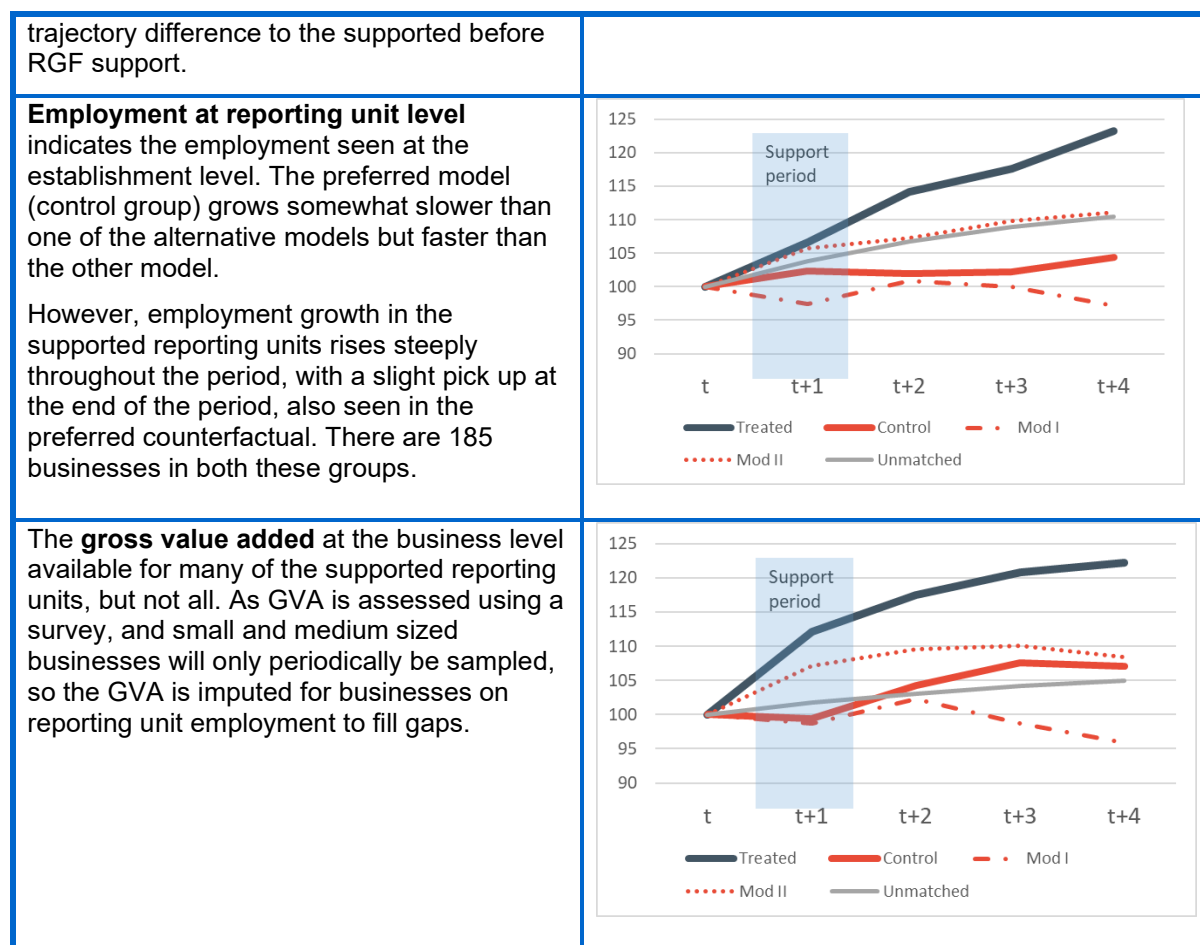 trajectory difference to the supported before
RGF support.
Employment at reporting unit level
indicates the employment seen at the
establishment level. The preferred model
(control group) grows somewhat slower than
one of the alternative models but faster than
the other model.
However, employment growth in the
supported reporting units rises steeply
throughout the period, with a slight pick up at
the end of the period, also seen in the
preferred counterfactual. There are 185
businesses in both these groups.
125
120
115
110
105
100
95
90
Support
period
t t+1 t+2 t+3 t+4
Treated Control Mod I
Mod II Unmatched
The gross value added at the business level
available for many of the supported reporting
units, but not all. As GVA is assessed using a
survey, and small and medium sized
businesses will only periodically be sampled,
so the GVA is imputed for businesses on
reporting unit employment to fill gaps.
125
120
115
110
105
100
95
90
Support
period
t t+1 t+2 t+3 t+4
Treated Control Mod I
Mod II Unmatched